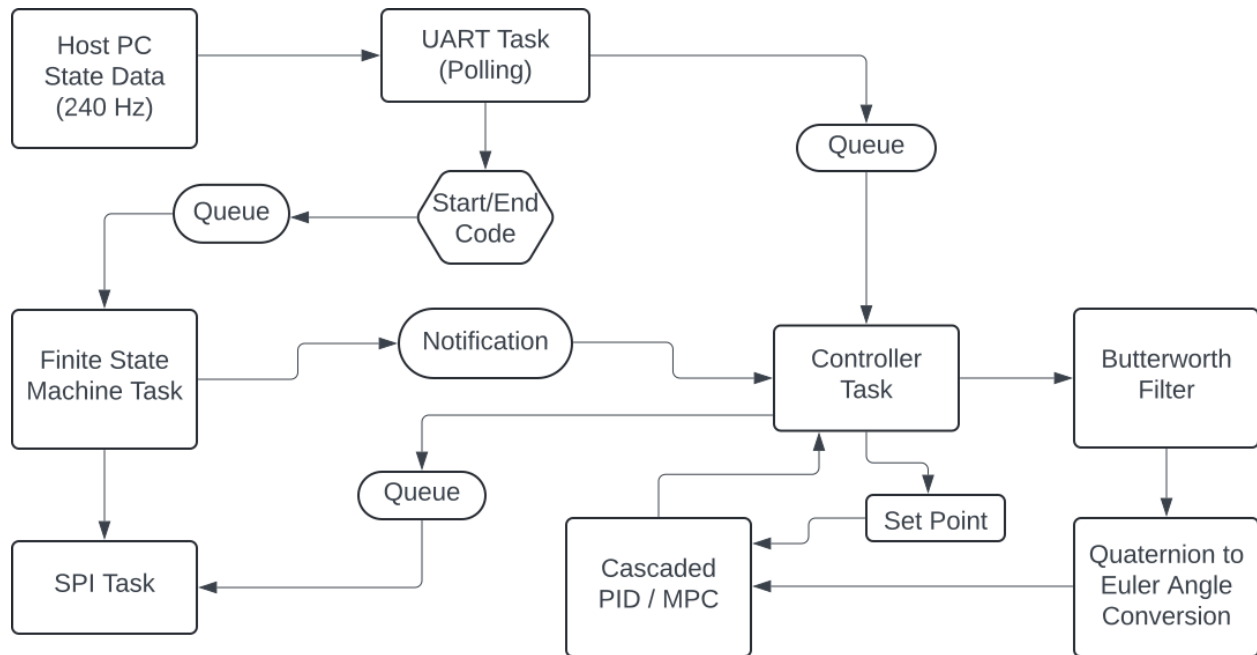 Host PC
State Data
(240 Hz)
UART Task
(Polling)
Queue
Queue
Start/End
Code
Finite State
Machine Task
Notification
Controller
Task
Butterworth
Filter
Queue
Set Point
SPI Task
Cascaded
PID / MPC
Quaternion to
Euler Angle
Conversion